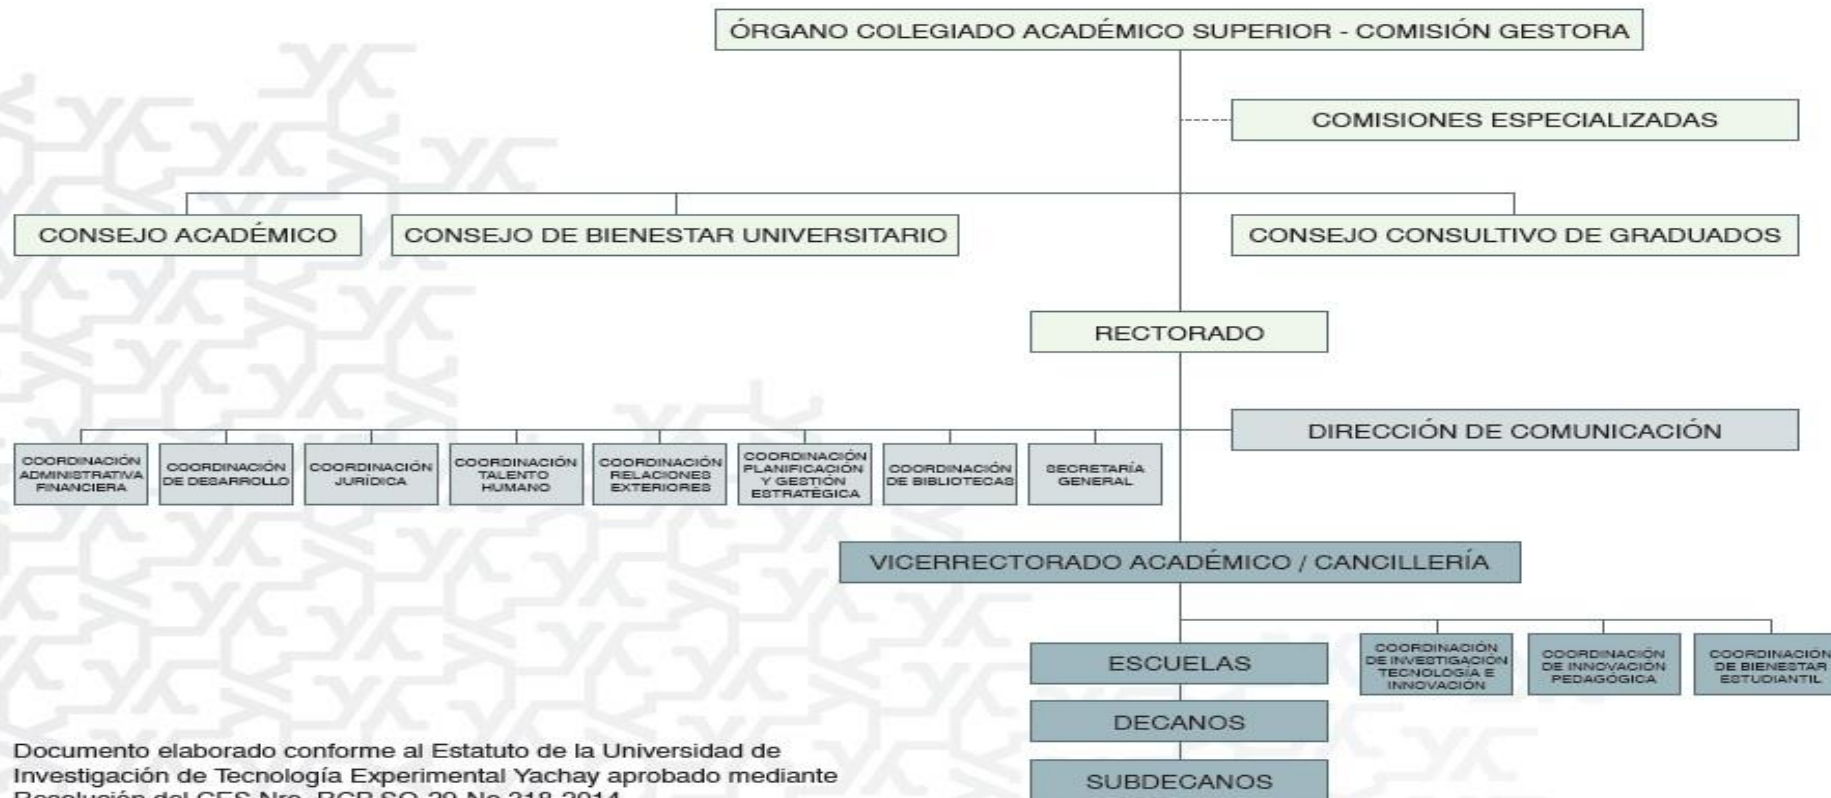 ÓRGANO COLEGIADO ACADÉMICO SUPERIOR - COMISIÓN GESTORA
COMISIONES ESPECIALIZADAS
CONSEJO ACADÉMICO
CONSEJO DE BIENESTAR UNIVERSITARIO
CONSEJO CONSULTIVO DE GRADUADOS
RECTORADO
DIRECCIÓN DE COMUNICACIÓN
COORDINACIÓN
ADMINISTRATIVA
FINANCIERA
COORDINACIÓN
DE DESARROLLO
COORDINACIÓN
JURÍDICA
COORDINACIÓN
TALENTO
HUMANO
COORDINACIÓN
RELACIONES
EXTERIORES
COORDINACIÓN
PLANIFICACIÓN
Y GESTIÓN
ESTRATÉGICA
COORDINACIÓN
DE BIBLIOTECAS
SECRETARÍA
GENERAL
VICERRECTORADO ACADÉMICO / CANCILLERÍA
ESCUELAS
COORDINACIÓN
DE INVESTIGACIÓN
TECNOLOGÍA E
INNOVACIÓN
COORDINACIÓN
DE INNOVACIÓN
PEDAGÓGICA
COORDINACIÓN
DE BIENESTAR
ESTUDIANTIL
DECANOS
SUBDECANOS
Documento elaborado conforme al Estatuto de la Universidad de
Investigación de Tecnología Experimental Yachay aprobado mediante
Resolución del CES Nro.